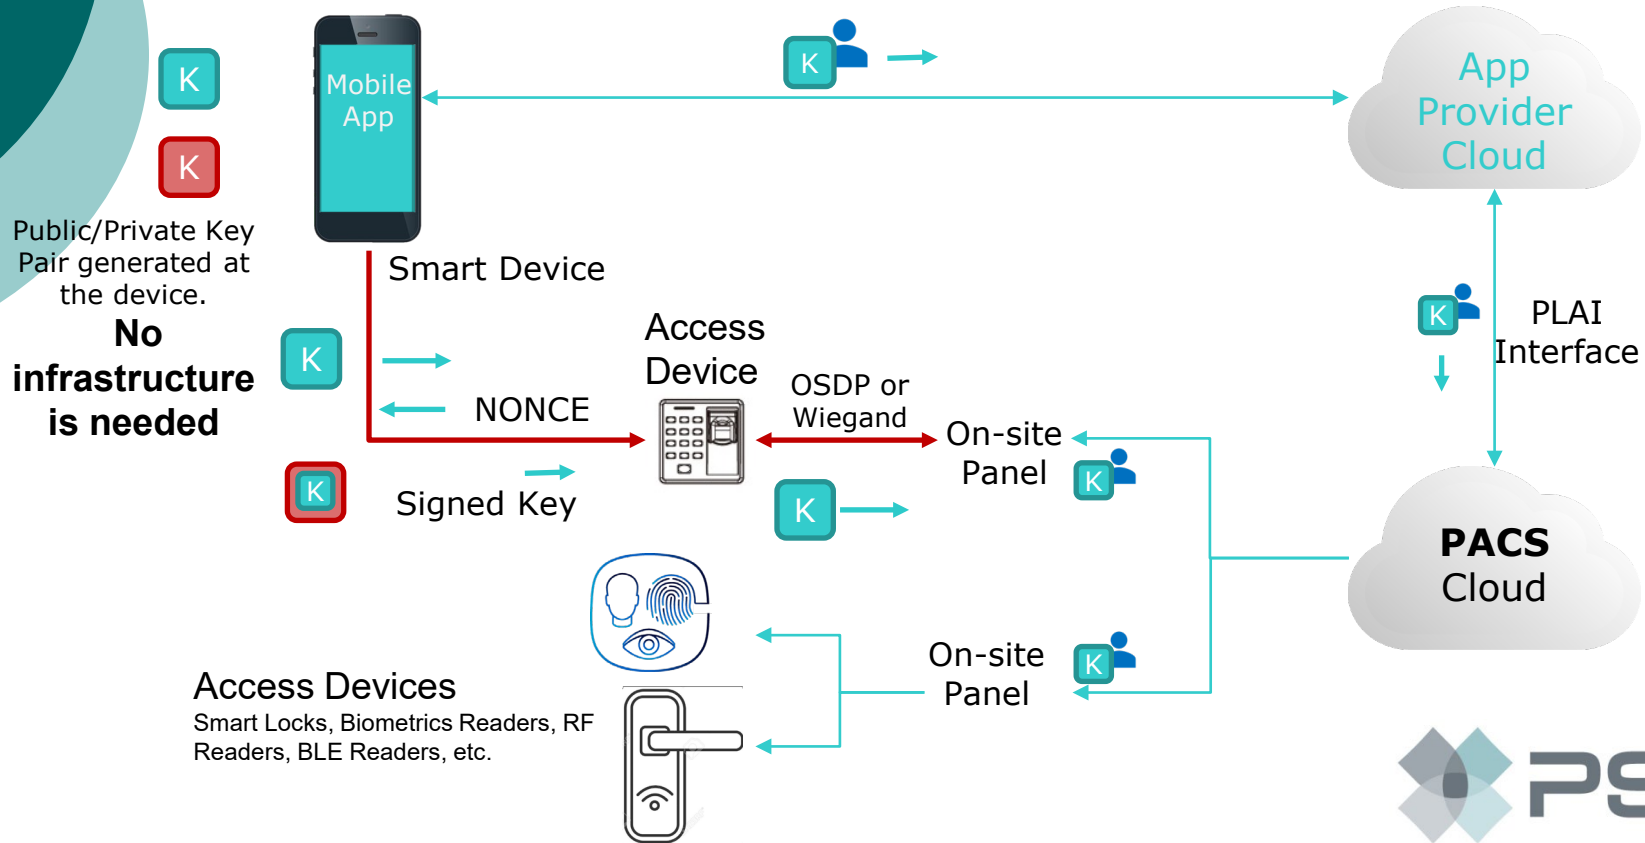 K
K
Public/Private Key
Pair generated at
the device.
No
infrastructure
is needed
Mobile
App
K
App
Provider
Cloud
Smart Device
K
NONCE
K
Signed Key
Access
Device
OSDP or
Wiegand
K
On-site
Panel
K
K
PLAI
Interface
PACS
Cloud
On-site
Panel
K
Access Devices
Smart Locks, Biometrics Readers, RF
Readers, BLE Readers, etc.
PS